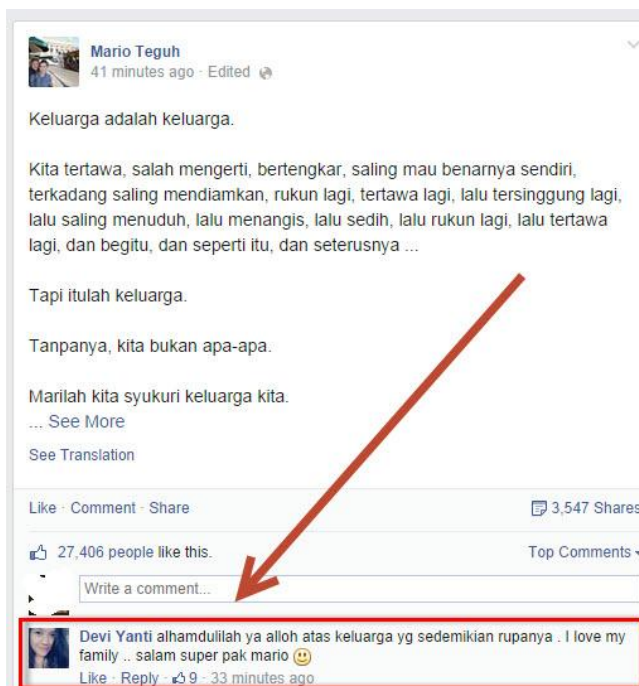 Mario Teguh
41 minutes ago · Edited
Keluarga adalah keluarga.
Kita tertawa, salah mengerti, bertengkar, saling mau benarnya sendiri,
terkadang saling mendiamkan, rukun lagi, tertawa lagi, lalu tersinggung lagi,
lalu saling menuduh, lalu menangis, lalu sedih, lalu rukun lagi, lalu tertawa
lagi, dan begitu, dan seperti itu, dan seterusnya ...
Tapi itulah keluarga.
Tanpanya, kita bukan apa-apa.
Marilah kita syukuri keluarga kita.
... See More
See Translation
Like · Comment · Share 3,547 Shares
27,406 people like this. Top Comments
Write a comment...
Devi Yanti alhamdulilah ya alloh atas keluarga yg sedemikian rupanya . I love my
family .. salam super pak mario 🙂
Like · Reply · 9 · 33 minutes ago